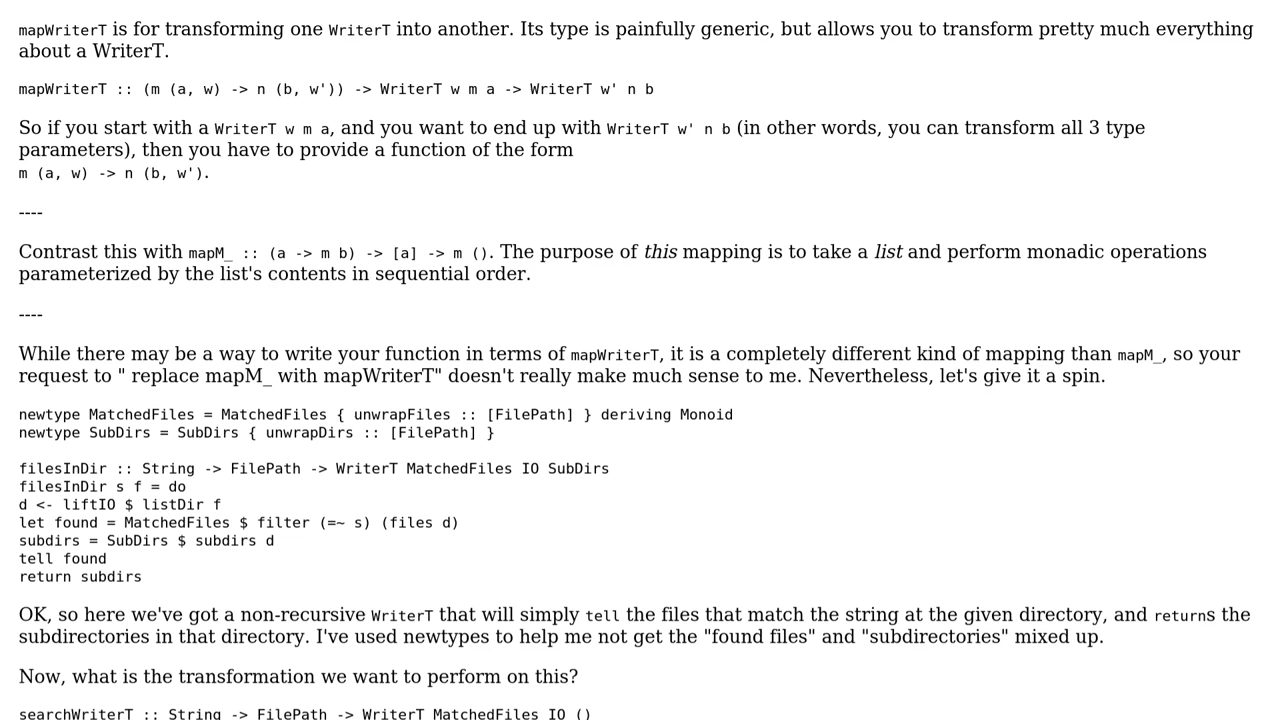 mapWriterT is for transforming one WriterT into another. Its type is painfully generic, but allows you to transform pretty much everything
about a WriterT.
mapWriterT :: (m (a, w) -> n (b, w')) -> WriterT w m a -> WriterT w' n b
So if you start with a WriterT w m a, and you want to end up with WriterT w' n b (in other words, you can transform all 3 type
parameters), then you have to provide a function of the form
m (a, w) -> n (b, w').
----
Contrast this with mapM_ :: (a -> m b) -> [a] -> m (). The purpose of this mapping is to take a list and perform monadic operations
parameterized by the list's contents in sequential order.
----
While there may be a way to write your function in terms of mapWriterT, it is a completely different kind of mapping than mapM_, so your
request to " replace mapM_ with mapWriterT" doesn't really make much sense to me. Nevertheless, let's give it a spin.
newtype MatchedFiles = MatchedFiles { unwrapFiles :: [FilePath] } deriving Monoid
newtype SubDirs = SubDirs { unwrapDirs :: [FilePath] }
filesInDir :: String -> FilePath -> WriterT MatchedFiles IO SubDirs
filesInDir s f = do
d <- liftIO $ listDir f
let found = MatchedFiles $ filter (=~ s) (files d)
subdirs = SubDirs $ subdirs d
tell found
return subdirs
OK, so here we've got a non-recursive WriterT that will simply tell the files that match the string at the given directory, and returns the
subdirectories in that directory. I've used newtypes to help me not get the "found files" and "subdirectories" mixed up.
Now, what is the transformation we want to perform on this?
searchWriterT :: String -> FilePath -> WriterT MatchedFiles IO ()